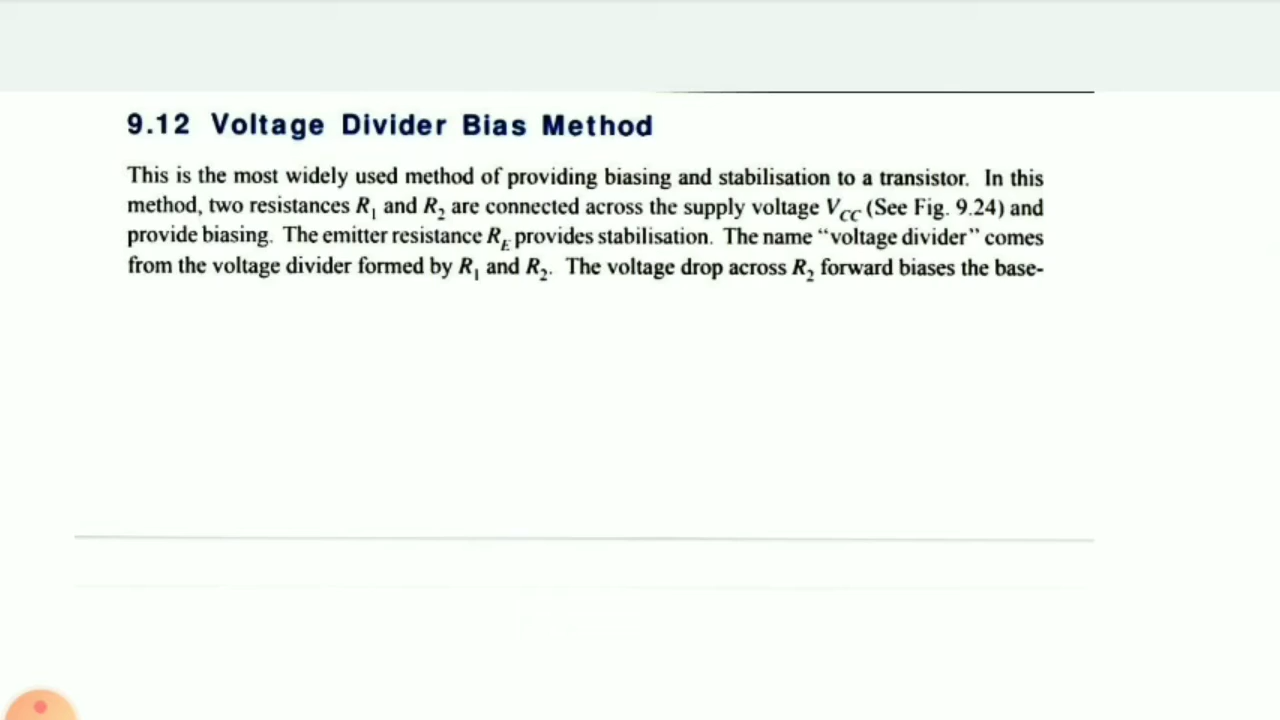 9.12 Voltage Divider Bias Method
This is the most widely used method of providing biasing and stabilisation to a transistor. In this
method, two resistances R₁ and R₂ are connected across the supply voltage V_CC (See Fig. 9.24) and
provide biasing. The emitter resistance R_E provides stabilisation. The name “voltage divider” comes
from the voltage divider formed by R₁ and R₂. The voltage drop across R₂ forward biases the base-